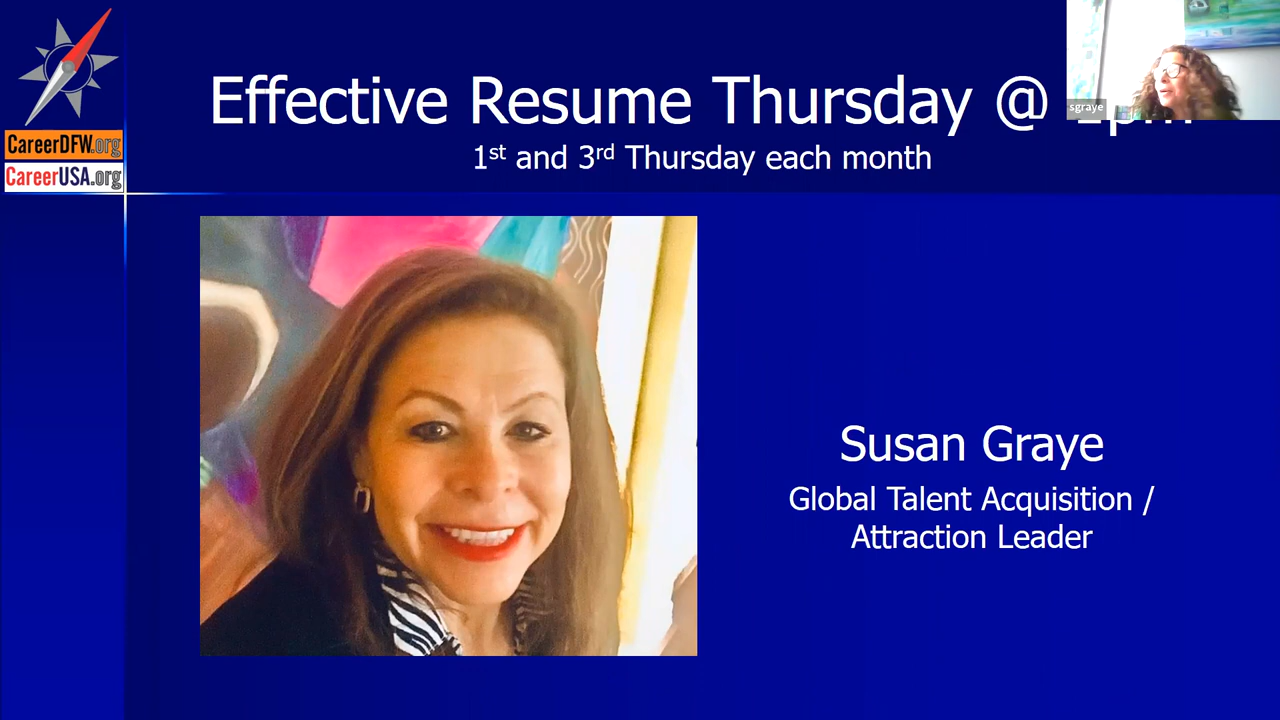 CareerDFW.org
CareerUSA.org
Effective Resume Thursday @
1st and 3rd Thursday each month
sgraye
Susan Graye
Global Talent Acquisition /
Attraction Leader